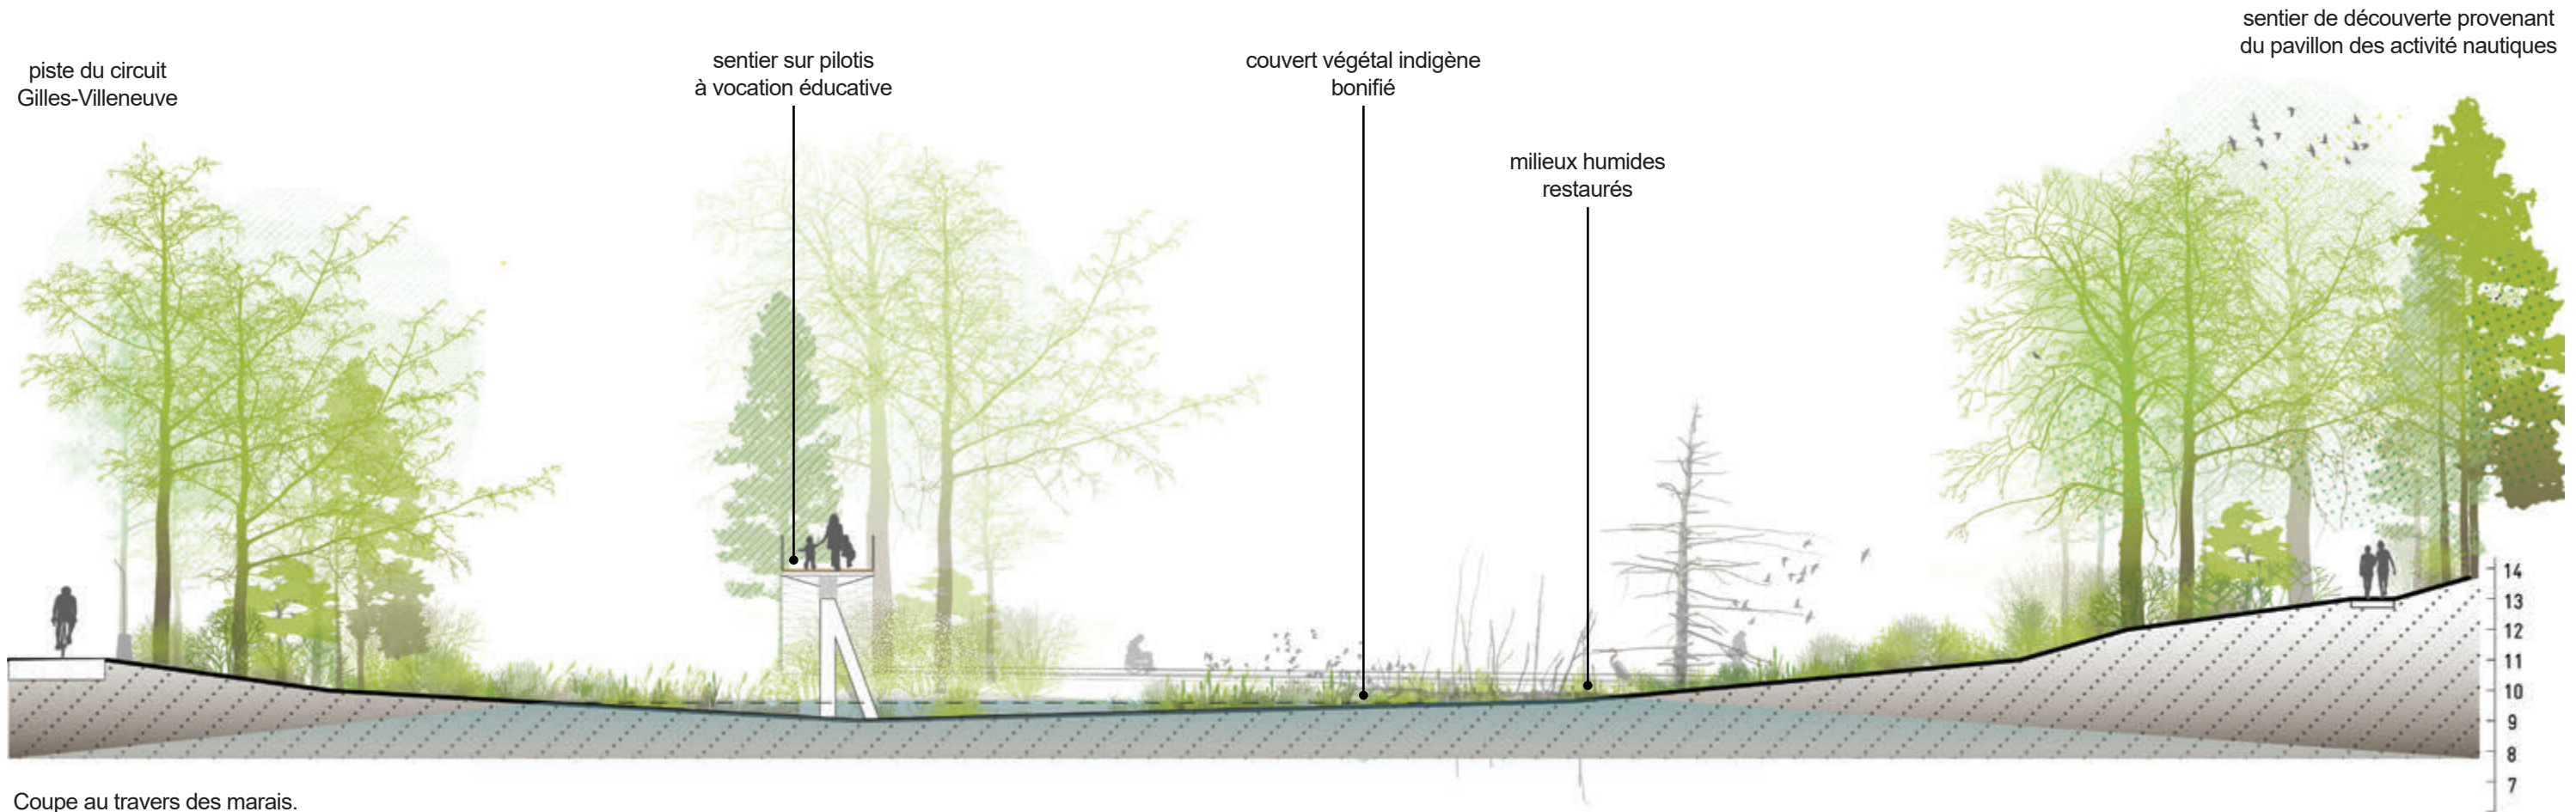 piste du circuit
Gilles-Villeneuve
sentier sur pilotis
à vocation éducative
couvert végétal indigène
bonifié
milieux humides
restaurés
sentier de découverte provenant
du pavillon des activité nautiques
14
13
12
11
10
9
8
7
Coupe au travers des marais.